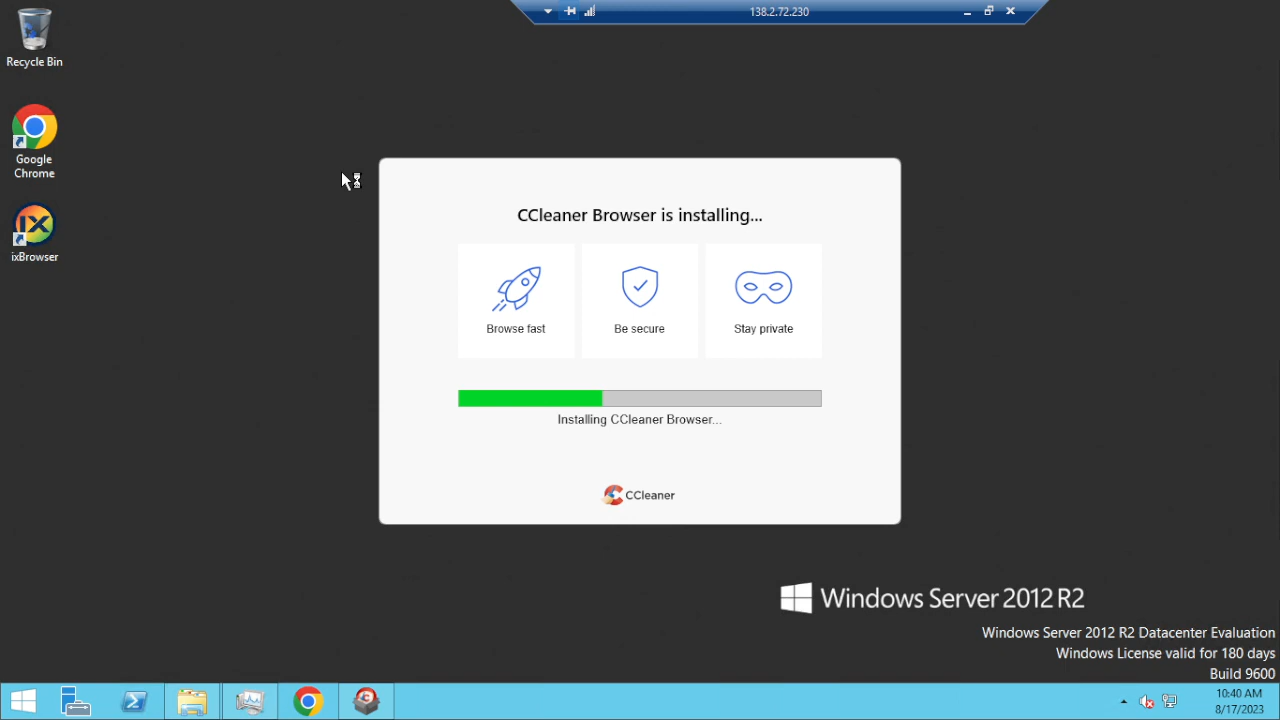 138.2.72.230
Recycle Bin
Google
Chrome
ixBrowser
CCleaner Browser is installing...
Browse fast
Be secure
Stay private
Installing CCleaner Browser...
CCleaner
Windows Server 2012 R2
Windows Server 2012 R2 Datacenter Evaluation
Windows License valid for 180 days
Build 9600
10:40 AM
8/17/2023